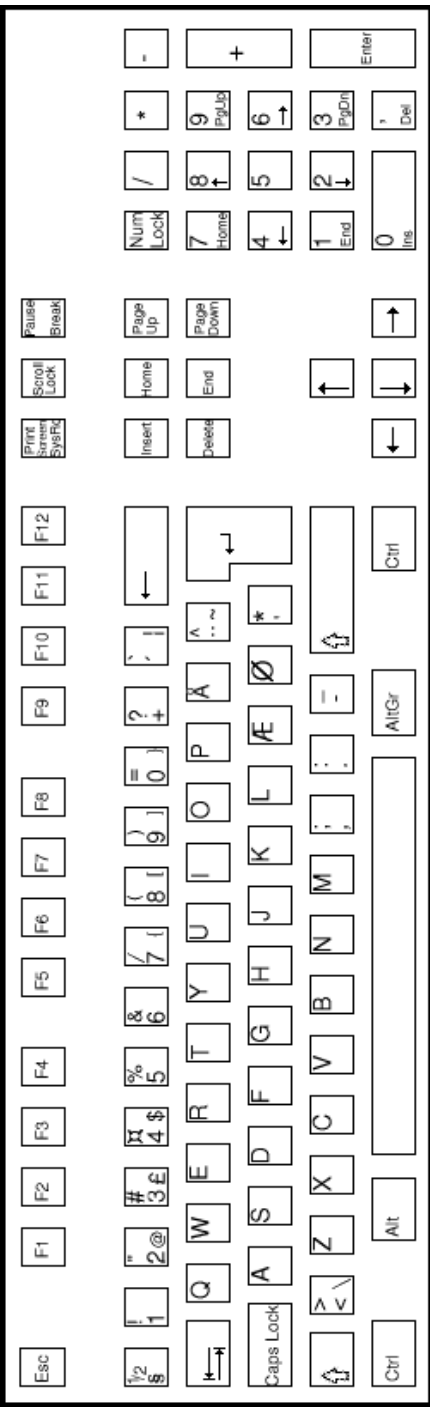 Esc F1 F2 F3 F4 F5 F6 F7 F8 F9 F10 F11 F12 Print Screen SysRq Scroll Lock Pause Break
½ § ! 1 " 2 @ # 3 £ ¤ 4 $ % 5 & 6 / 7 { ( 8 [ ) 9 ] = 0 } ? + ` ´ | ← Insert Home Page Up Num Lock / * -
Q W E R T Y U I O P Å ^ ¨ ~ ↵ Delete End Page Down 7 Home 8 ↑ 9 PgUp +
Caps Lock A S D F G H J K L Æ Ø * ' 4 ← 5 6 →
⇧ > < \ Z X C V B N M ; , : . _ - ⇧ ↑ 1 End 2 ↓ 3 PgDn Enter
Ctrl Alt AltGr Ctrl ← ↓ → 0 Ins , Del